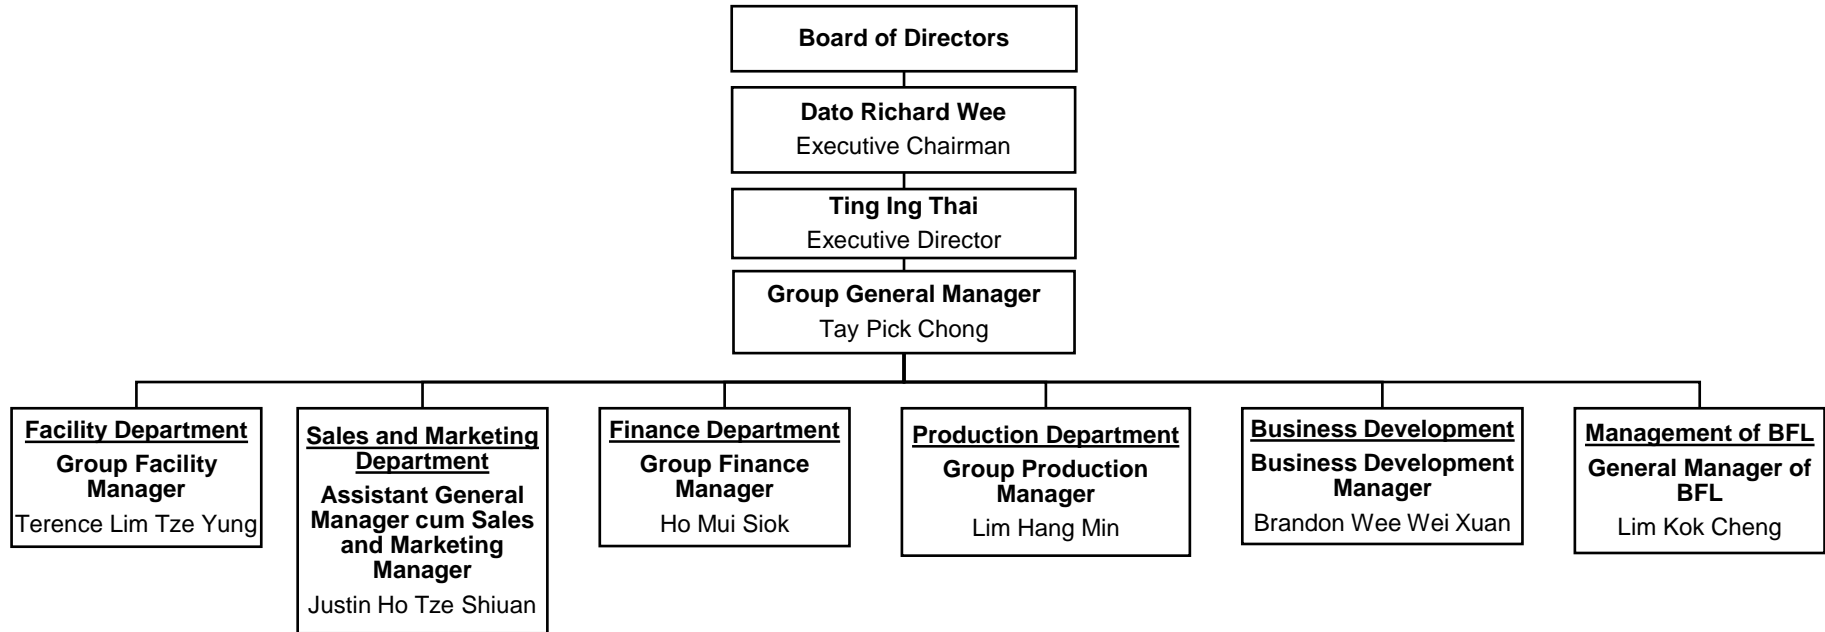 Board of Directors
Dato Richard Wee
Executive Chairman
Ting Ing Thai
Executive Director
Group General Manager
Tay Pick Chong
Facility Department
Group Facility
Manager
Terence Lim Tze Yung
Sales and Marketing
Department
Assistant General
Manager cum Sales
and Marketing
Manager
Justin Ho Tze Shiuan
Finance Department
Group Finance
Manager
Ho Mui Siok
Production Department
Group Production
Manager
Lim Hang Min
Business Development
Business Development
Manager
Brandon Wee Wei Xuan
Management of BFL
General Manager of
BFL
Lim Kok Cheng